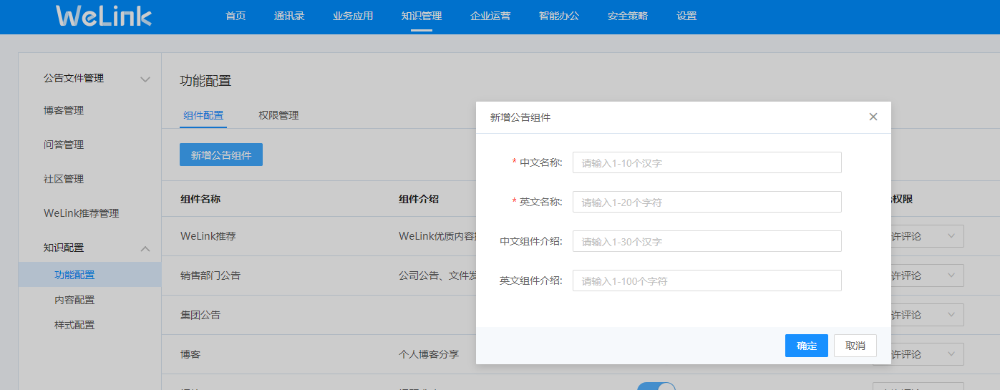 WeLink 首页 通讯录 业务应用 知识管理 企业运营 智能办公 安全策略 设置
公告文件管理
博客管理
问答管理
社区管理
WeLink推荐管理
知识配置
功能配置
内容配置
样式配置
功能配置
组件配置 权限管理
新增公告组件
组件名称 组件介绍 权限
WeLink推荐 WeLink优质内容 许评论
销售部门公告 公司公告、文件发 许评论
集团公告 许评论
博客 个人博客分享 许评论
新增公告组件
* 中文名称: 请输入1-10个汉字
* 英文名称: 请输入1-20个字符
中文组件介绍: 请输入1-30个汉字
英文组件介绍: 请输入1-100个字符
确定 取消